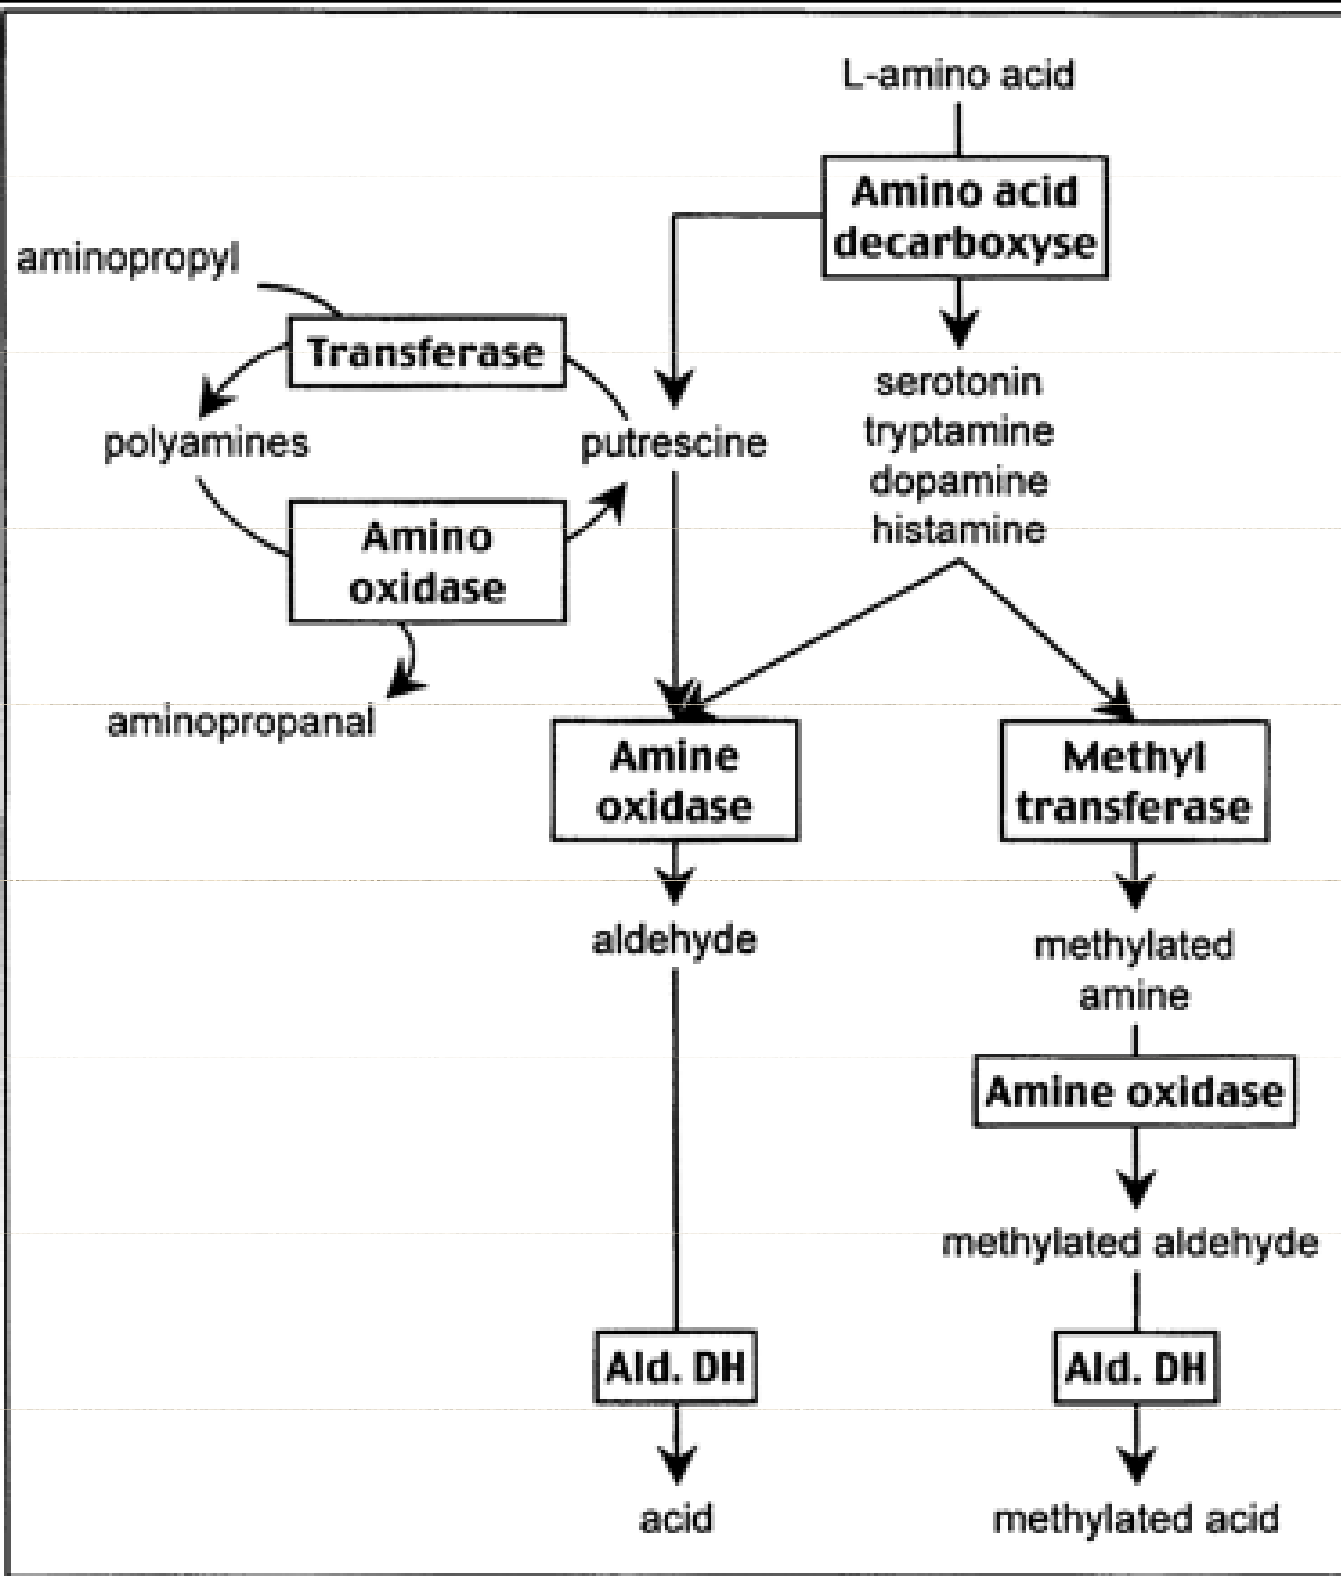 L-amino acid
Amino acid
decarboxyse
aminopropyl
Transferase
serotonin
polyamines
putrescine
tryptamine
dopamine
histamine
Amino
oxidase
aminopropanal
Amine
oxidase
Methyl
transferase
aldehyde
methylated
amine
Amine oxidase
methylated aldehyde
Ald. DH
Ald. DH
acid
methylated acid